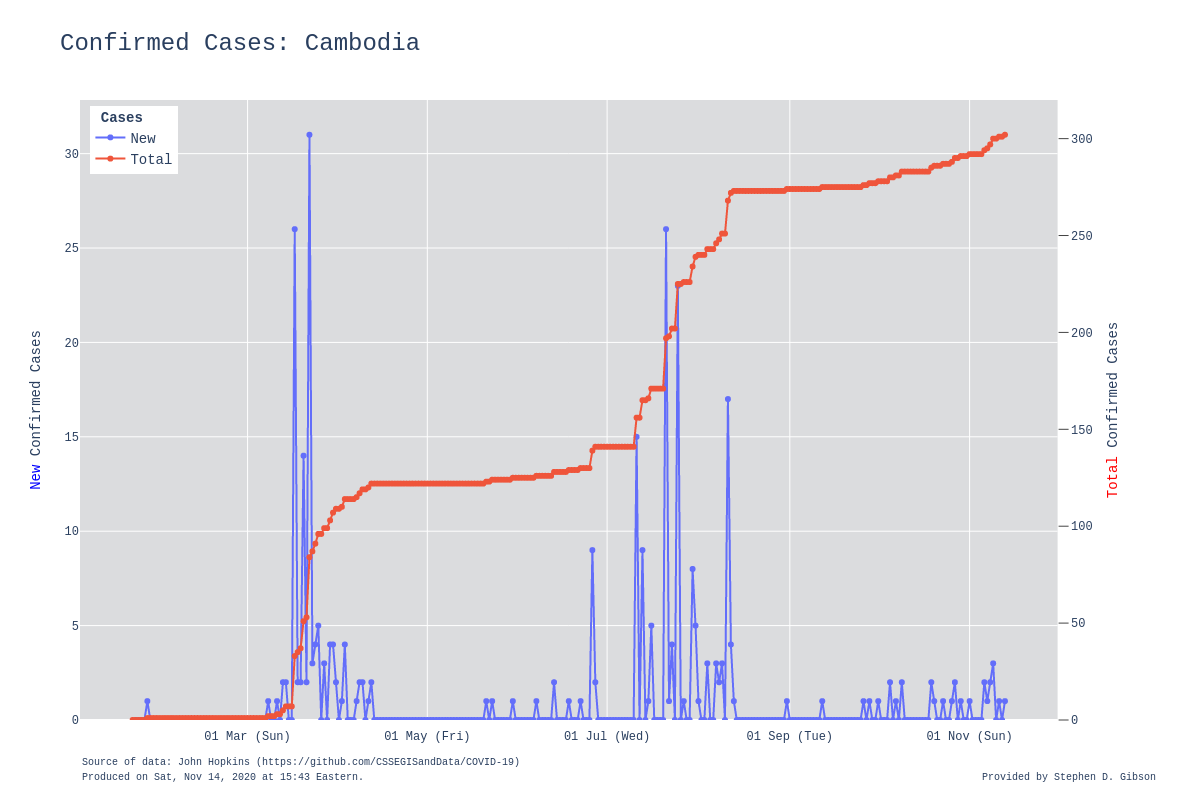 Confirmed Cases: Cambodia
Cases
New
Total
30
25
20
15
10
5
0
300
250
200
150
100
50
0
New Confirmed Cases
Total Confirmed Cases
01 Mar (Sun)
01 May (Fri)
01 Jul (Wed)
01 Sep (Tue)
01 Nov (Sun)
Source of data: John Hopkins (https://github.com/CSSEGISandData/COVID-19)
Produced on Sat, Nov 14, 2020 at 15:43 Eastern.
Provided by Stephen D. Gibson